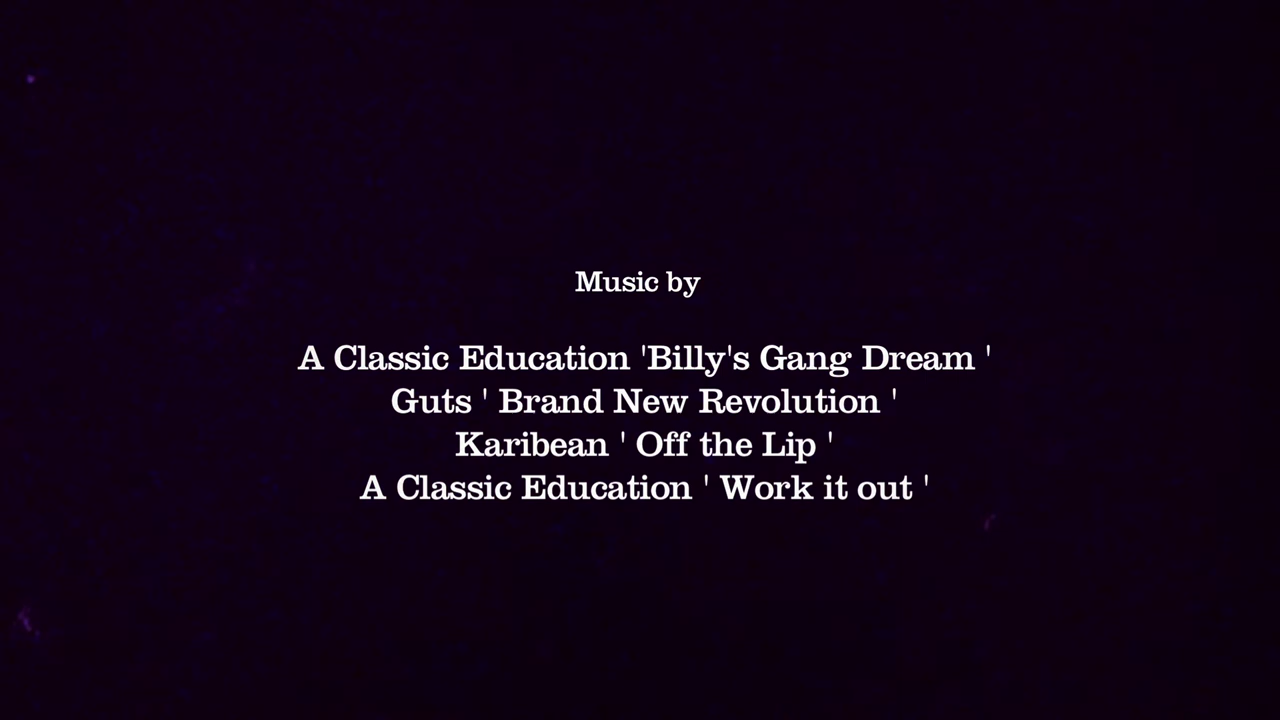 Music by
A Classic Education 'Billy's Gang Dream '
Guts ' Brand New Revolution '
Karibean ' Off the Lip '
A Classic Education ' Work it out '